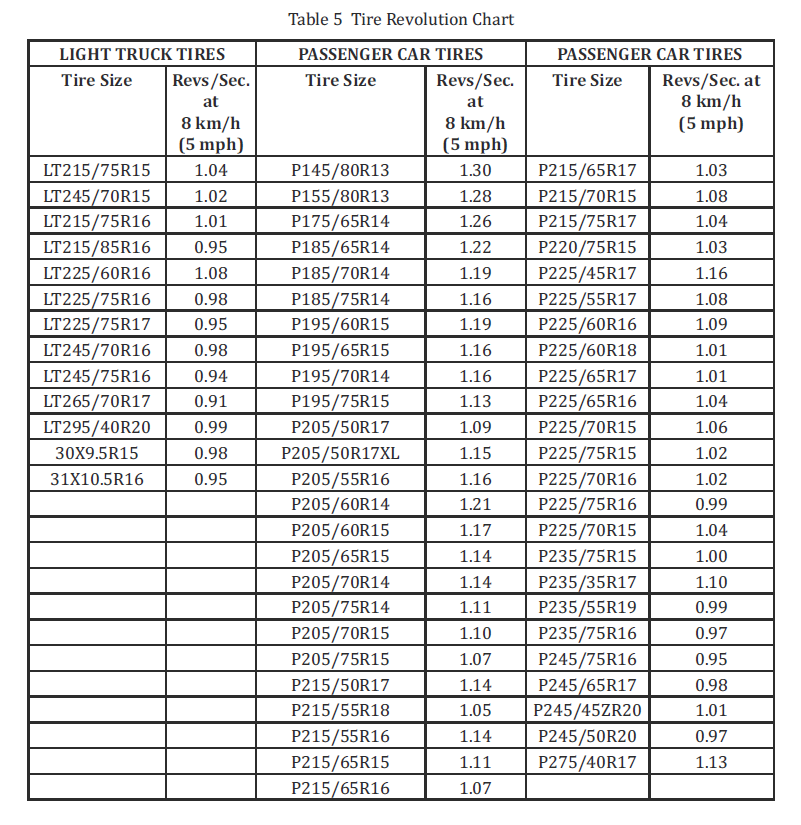 Table 5 Tire Revolution Chart
LIGHT TRUCK TIRES PASSENGER CAR TIRES PASSENGER CAR TIRES
Tire Size Revs/Sec. at 8 km/h (5 mph) Tire Size Revs/Sec. at 8 km/h (5 mph) Tire Size Revs/Sec. at 8 km/h (5 mph)
LT215/75R15 1.04 P145/80R13 1.30 P215/65R17 1.03
LT245/70R15 1.02 P155/80R13 1.28 P215/70R15 1.08
LT215/75R16 1.01 P175/65R14 1.26 P215/75R17 1.04
LT215/85R16 0.95 P185/65R14 1.22 P220/75R15 1.03
LT225/60R16 1.08 P185/70R14 1.19 P225/45R17 1.16
LT225/75R16 0.98 P185/75R14 1.16 P225/55R17 1.08
LT225/75R17 0.95 P195/60R15 1.19 P225/60R16 1.09
LT245/70R16 0.98 P195/65R15 1.16 P225/60R18 1.01
LT245/75R16 0.94 P195/70R14 1.16 P225/65R17 1.01
LT265/70R17 0.91 P195/75R15 1.13 P225/65R16 1.04
LT295/40R20 0.99 P205/50R17 1.09 P225/70R15 1.06
30X9.5R15 0.98 P205/50R17XL 1.15 P225/75R15 1.02
31X10.5R16 0.95 P205/55R16 1.16 P225/70R16 1.02
P205/60R14 1.21 P225/75R16 0.99
P205/60R15 1.17 P225/70R15 1.04
P205/65R15 1.14 P235/75R15 1.00
P205/70R14 1.14 P235/35R17 1.10
P205/75R14 1.11 P235/55R19 0.99
P205/70R15 1.10 P235/75R16 0.97
P205/75R15 1.07 P245/75R16 0.95
P215/50R17 1.14 P245/65R17 0.98
P215/55R18 1.05 P245/45ZR20 1.01
P215/55R16 1.14 P245/50R20 0.97
P215/65R15 1.11 P275/40R17 1.13
P215/65R16 1.07